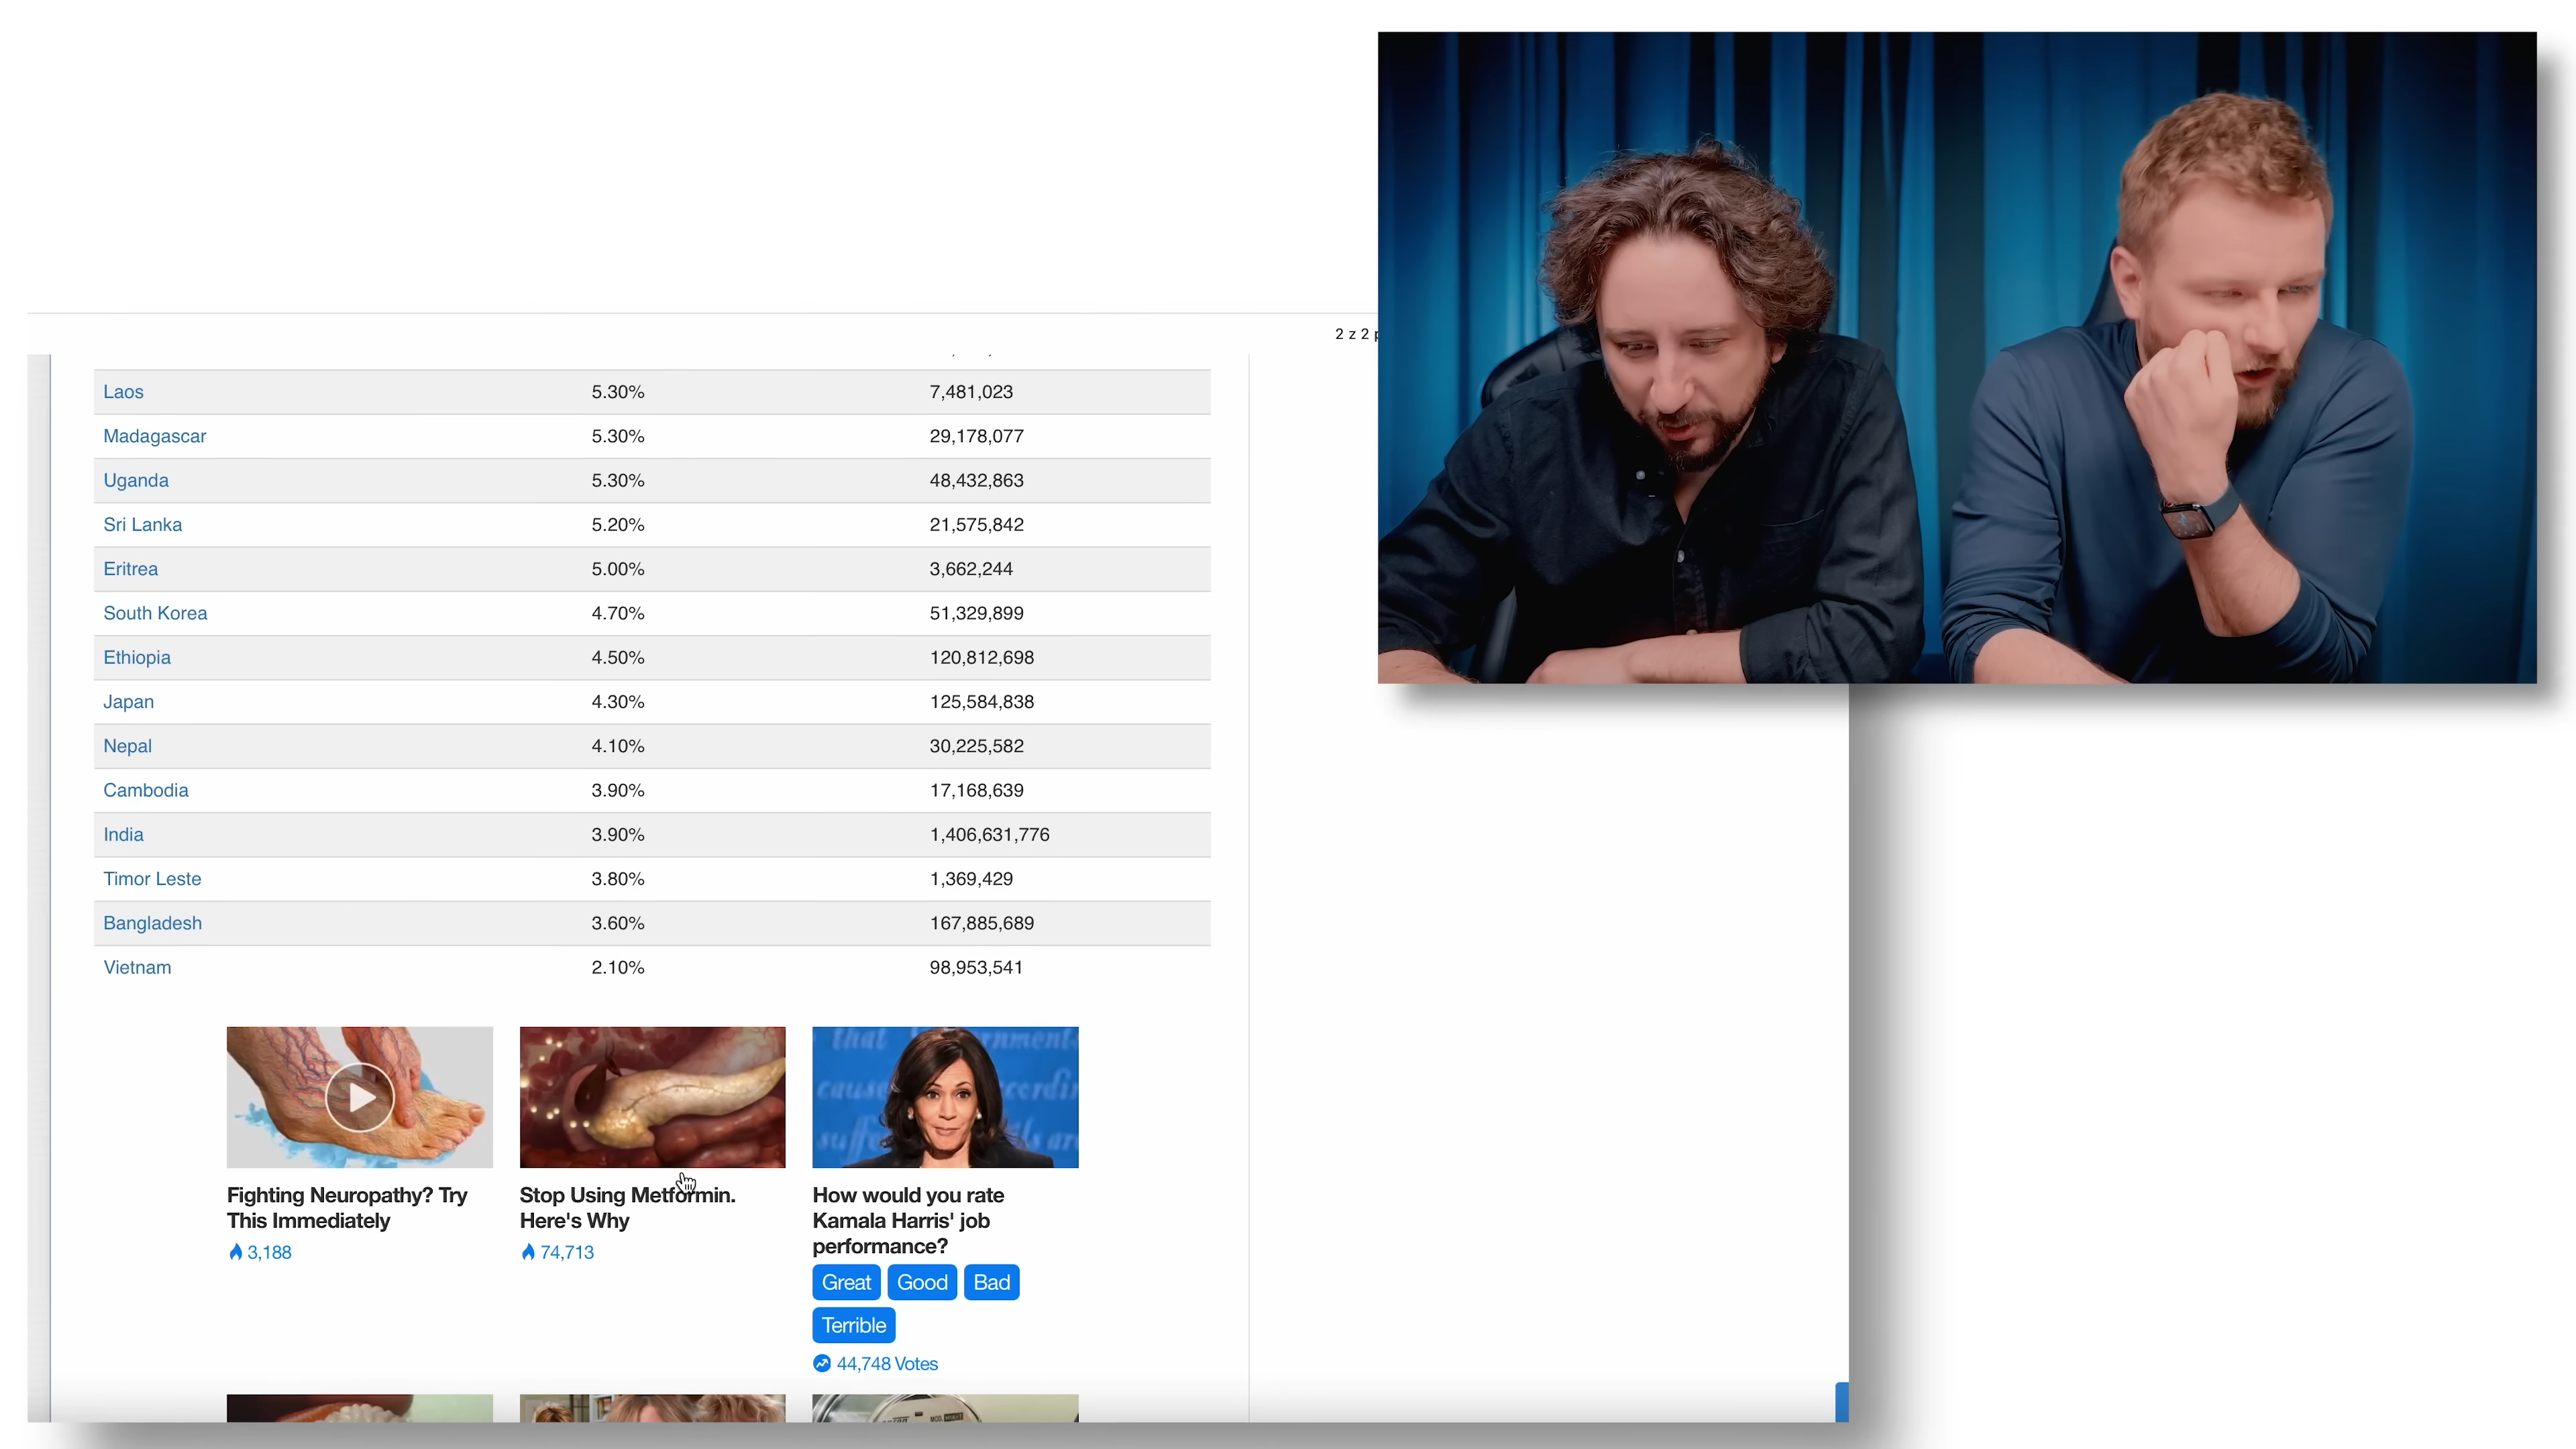 2 z 2
Laos 5.30% 7,481,023
Madagascar 5.30% 29,178,077
Uganda 5.30% 48,432,863
Sri Lanka 5.20% 21,575,842
Eritrea 5.00% 3,662,244
South Korea 4.70% 51,329,899
Ethiopia 4.50% 120,812,698
Japan 4.30% 125,584,838
Nepal 4.10% 30,225,582
Cambodia 3.90% 17,168,639
India 3.90% 1,406,631,776
Timor Leste 3.80% 1,369,429
Bangladesh 3.60% 167,885,689
Vietnam 2.10% 98,953,541
that
Fighting Neuropathy? Try
This Immediately
3,188
Stop Using Metformin.
Here's Why
74,713
How would you rate
Kamala Harris' job
performance?
Great Good Bad
Terrible
44,748 Votes